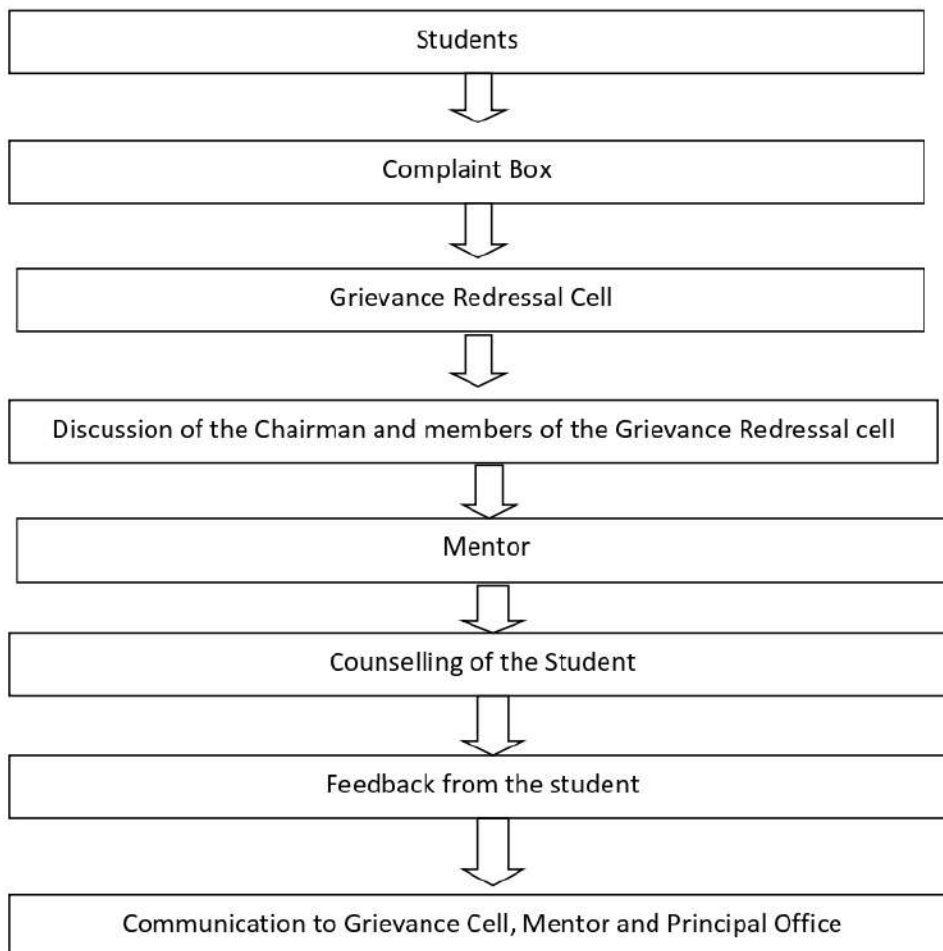 Students
Complaint Box
Grievance Redressal Cell
Discussion of the Chairman and members of the Grievance Redressal cell
Mentor
Counselling of the Student
Feedback from the student
Communication to Grievance Cell, Mentor and Principal Office